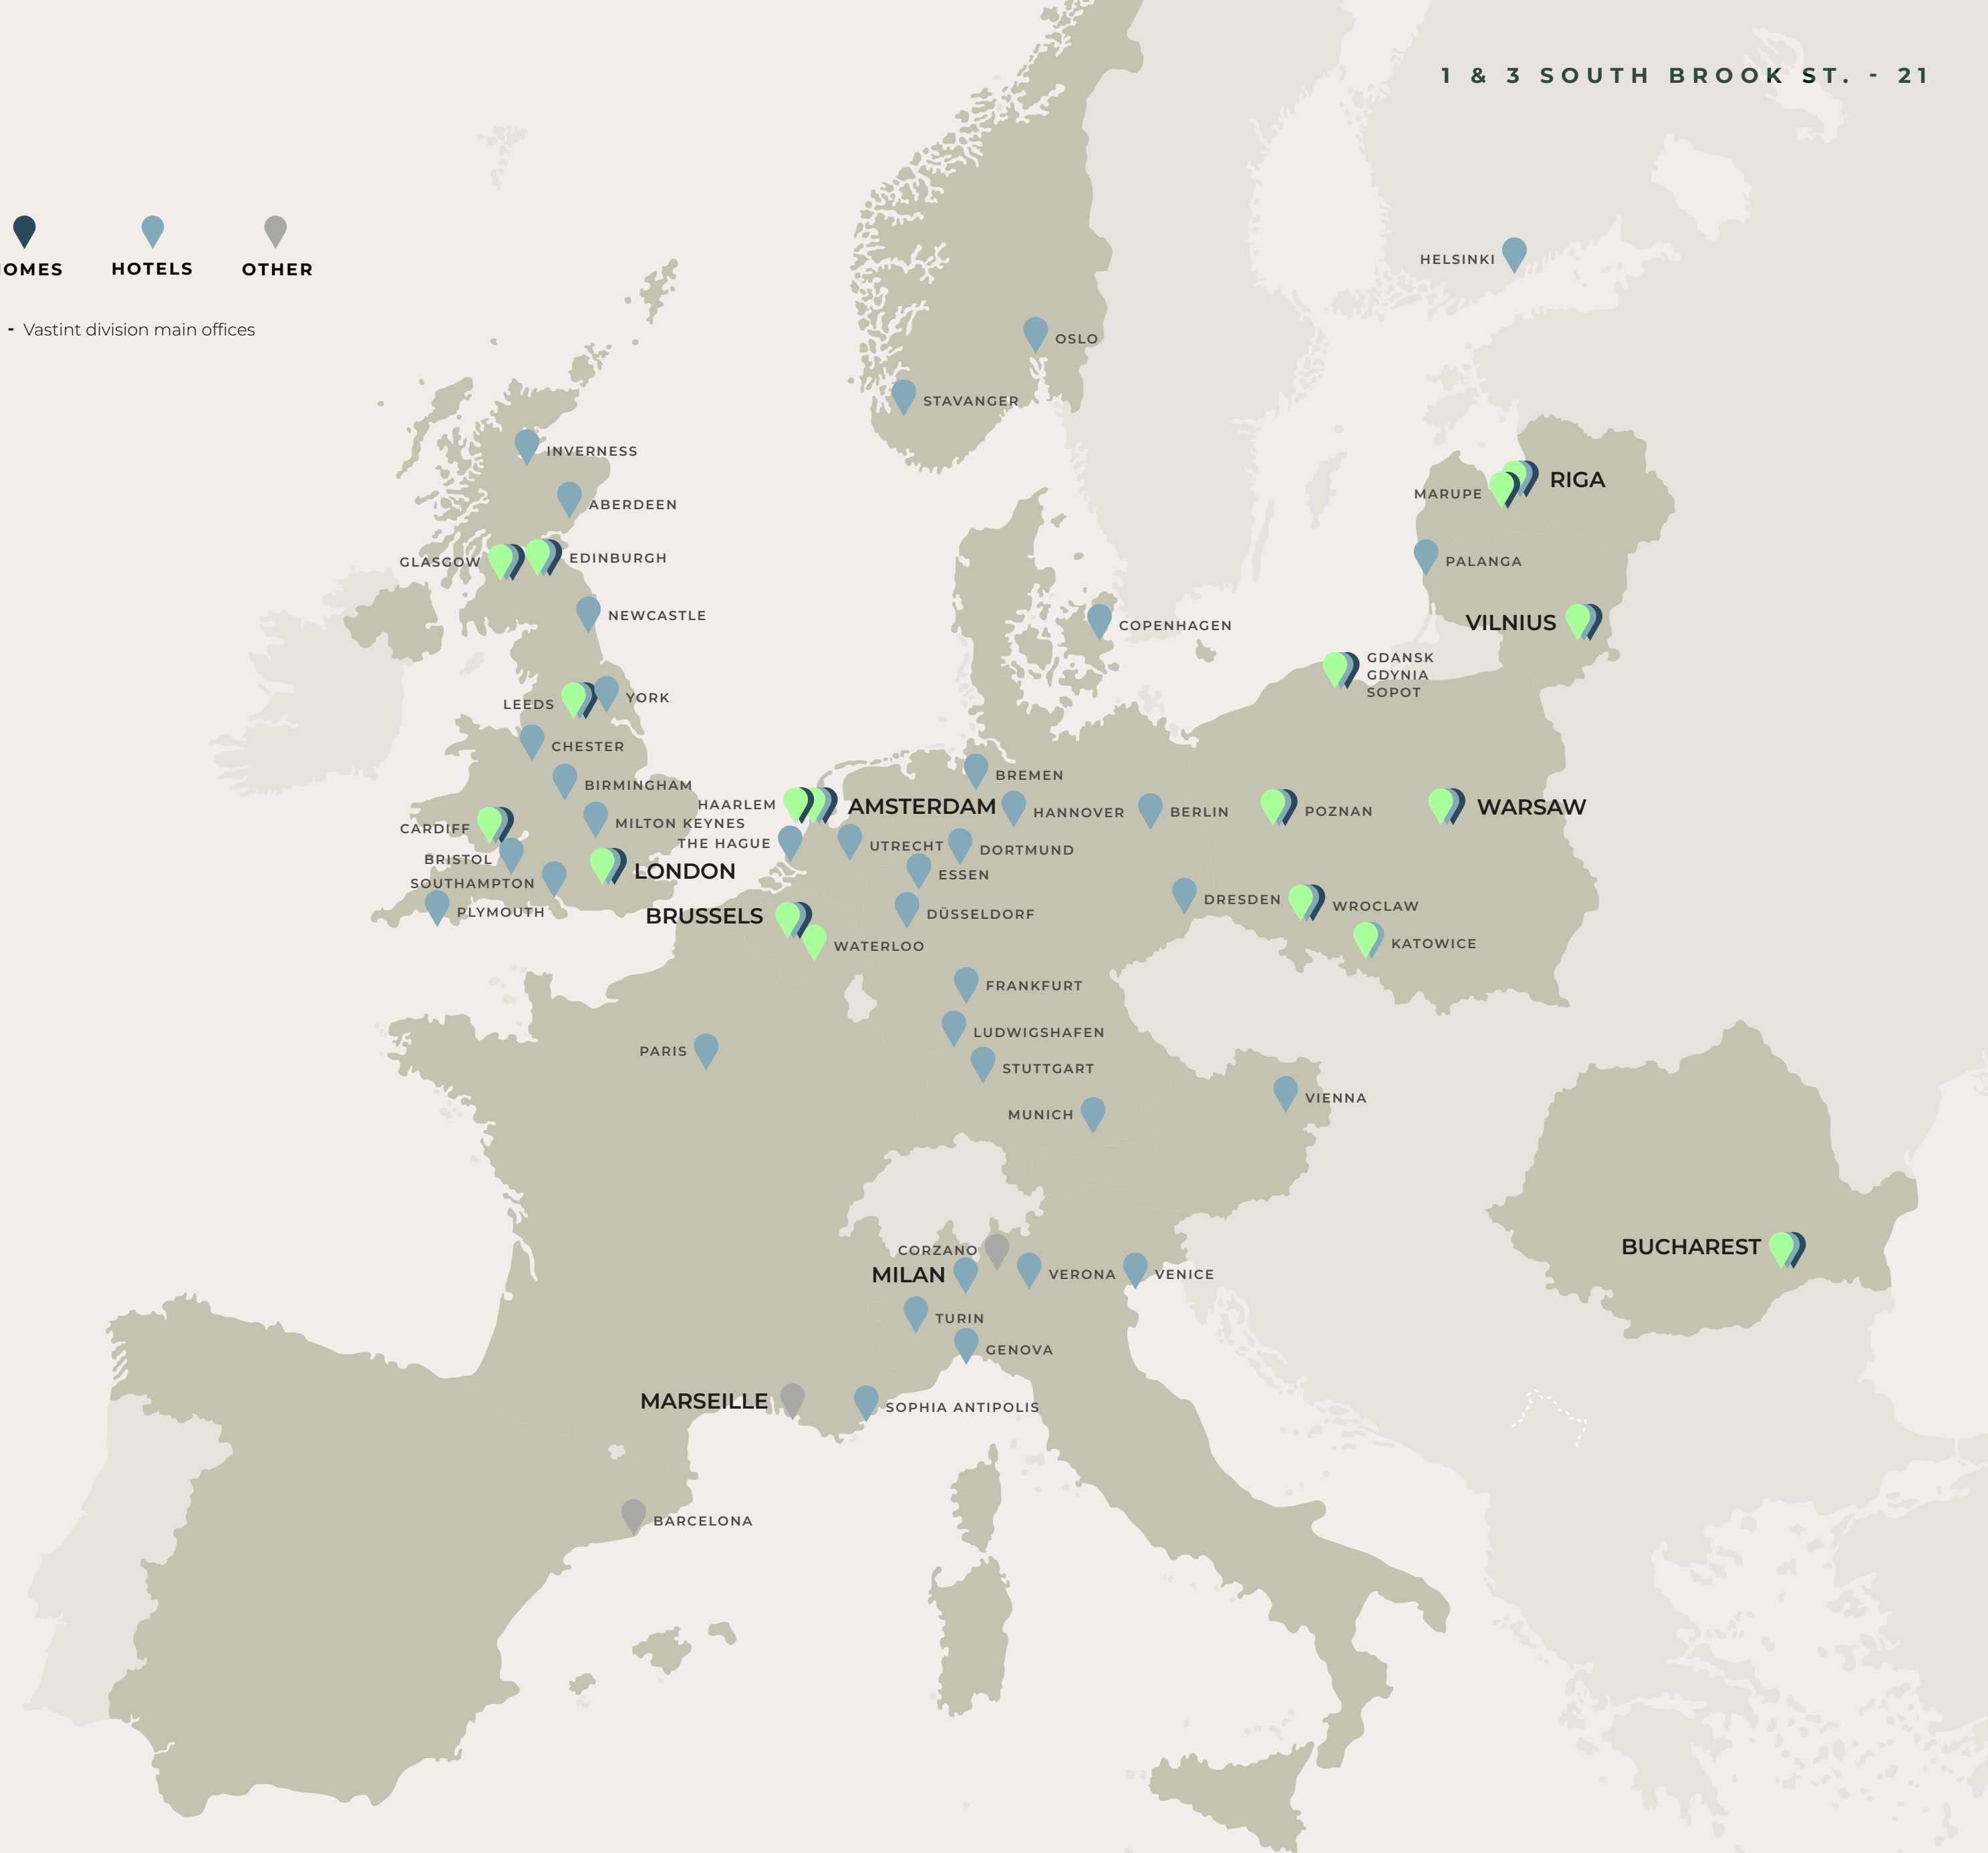 1 & 3 SOUTH BROOK ST. - 21
OMES
HOTELS
OTHER
- Vastint division main offices
HELSINKI
OSLO
STAVANGER
INVERNESS
ABERDEEN
RIGA
MARUPE
GLASGOW
EDINBURGH
PALANGA
NEWCASTLE
COPENHAGEN
VILNIUS
GDANSK
GDYNIA
SOPOT
LEEDS
YORK
CHESTER
BIRMINGHAM
BREMEN
HAARLEM
AMSTERDAM
HANNOVER
BERLIN
POZNAN
WARSAW
CARDIFF
MILTON KEYNES
THE HAGUE
UTRECHT
DORTMUND
BRISTOL
LONDON
ESSEN
SOUTHAMPTON
DRESDEN
WROCLAW
PLYMOUTH
BRUSSELS
DÜSSELDORF
WATERLOO
KATOWICE
FRANKFURT
LUDWIGSHAFEN
PARIS
STUTTGART
VIENNA
MUNICH
CORZANO
BUCHAREST
MILAN
VERONA
VENICE
TURIN
GENOVA
MARSEILLE
SOPHIA ANTIPOLIS
BARCELONA